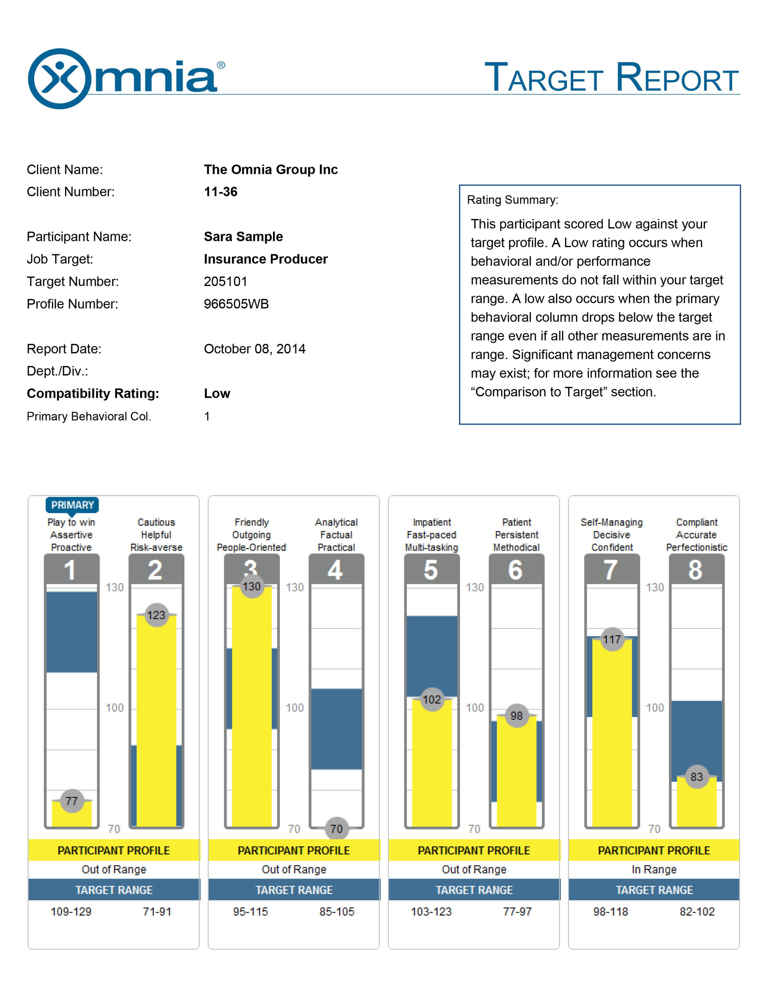 Omnia®
TARGET REPORT
Client Name: The Omnia Group Inc
Client Number: 11-36
Participant Name: Sara Sample
Job Target: Insurance Producer
Target Number: 205101
Profile Number: 966505WB
Report Date: October 08, 2014
Dept./Div.:
Compatibility Rating: Low
Primary Behavioral Col. 1
Rating Summary:
This participant scored Low against your
target profile. A Low rating occurs when
behavioral and/or performance
measurements do not fall within your target
range. A low also occurs when the primary
behavioral column drops below the target
range even if all other measurements are in
range. Significant management concerns
may exist; for more information see the
“Comparison to Target” section.
PRIMARY
Play to win
Assertive
Proactive
1
77
Cautious
Helpful
Risk-averse
2
123
130
100
70
PARTICIPANT PROFILE
Out of Range
TARGET RANGE
109-129 71-91
Friendly
Outgoing
People-Oriented
3
130
Analytical
Factual
Practical
4
70
130
100
70
PARTICIPANT PROFILE
Out of Range
TARGET RANGE
95-115 85-105
Impatient
Fast-paced
Multi-tasking
5
102
Patient
Persistent
Methodical
6
98
130
100
70
PARTICIPANT PROFILE
Out of Range
TARGET RANGE
103-123 77-97
Self-Managing
Decisive
Confident
7
117
Compliant
Accurate
Perfectionistic
8
83
130
100
70
PARTICIPANT PROFILE
In Range
TARGET RANGE
98-118 82-102